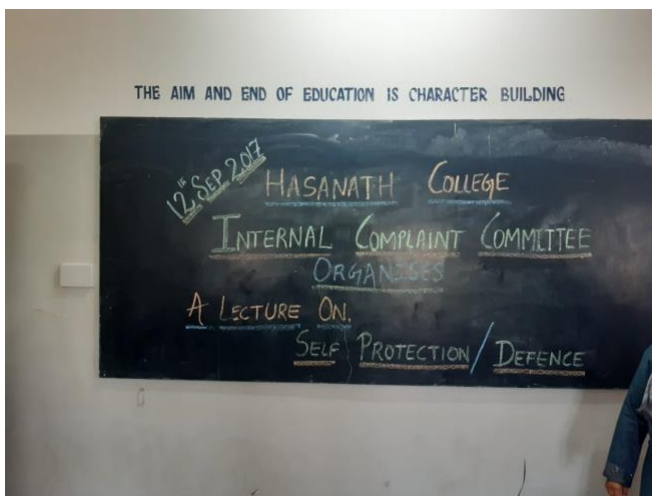 THE AIM AND END OF EDUCATION IS CHARACTER BUILDING
12th SEP 2017
HASANATH COLLEGE
INTERNAL COMPLAINT COMMITTEE
ORGANISES
A LECTURE ON,
SELF PROTECTION / DEFENCE